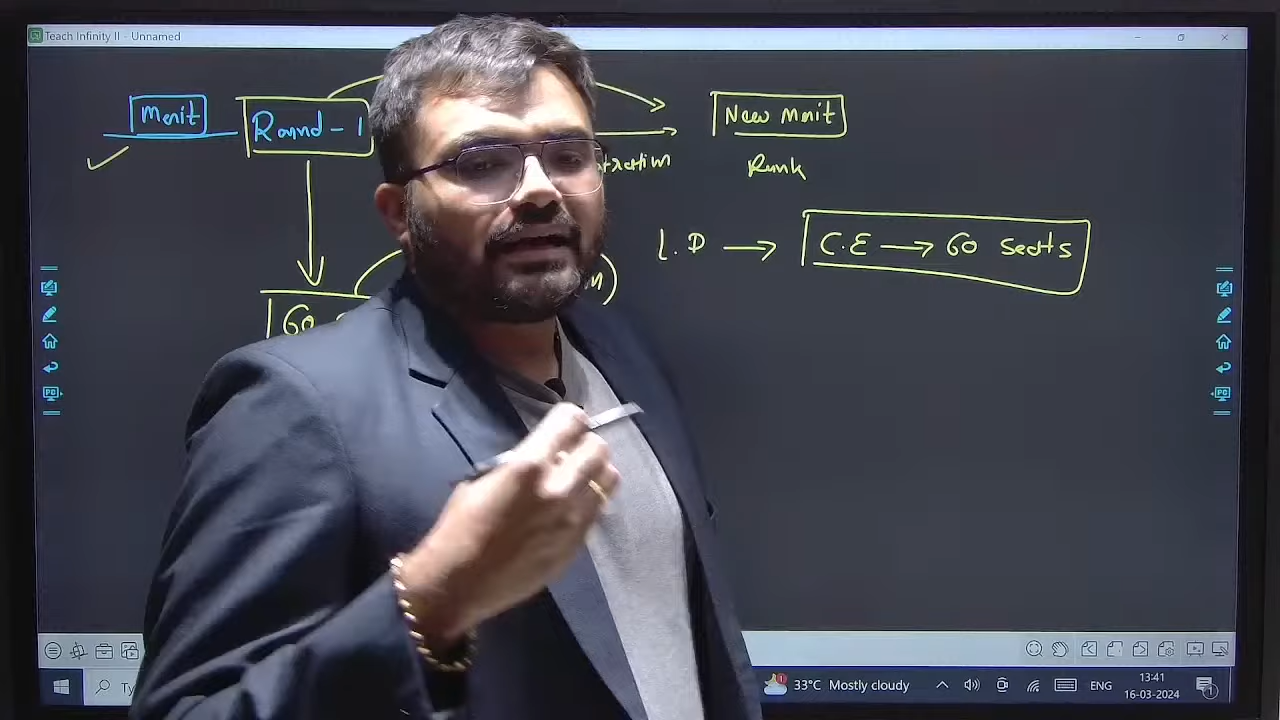 Teach Infinity II - Unnamed
Merit
Round-1
New Merit
Rank
L.D → C.E → 60 seats
60
33°C Mostly cloudy
ENG
13:41
16-03-2024